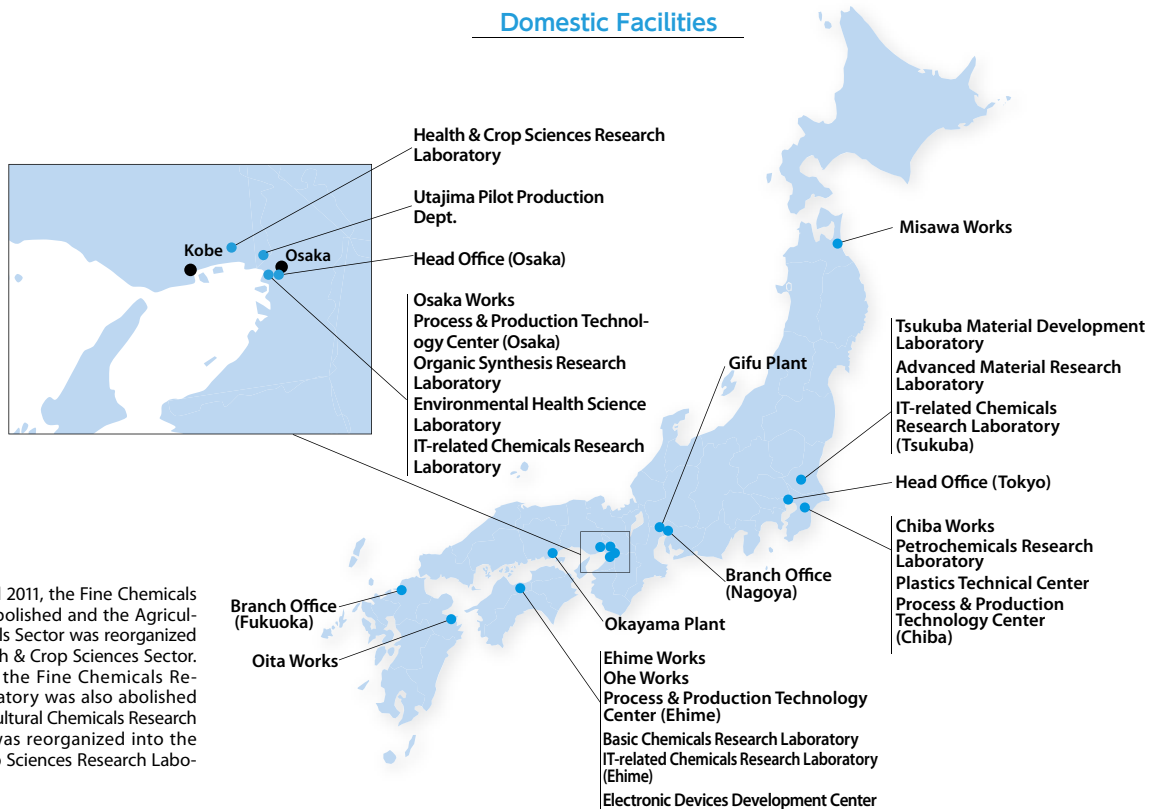 Domestic Facilities
Health & Crop Sciences Research
Laboratory
Utajima Pilot Production
Dept.
Kobe
Osaka
Head Office (Osaka)
Osaka Works
Process & Production Technol-
ogy Center (Osaka)
Organic Synthesis Research
Laboratory
Environmental Health Science
Laboratory
IT-related Chemicals Research
Laboratory
Misawa Works
Tsukuba Material Development
Laboratory
Advanced Material Research
Laboratory
IT-related Chemicals
Research Laboratory
(Tsukuba)
Gifu Plant
Head Office (Tokyo)
Chiba Works
Petrochemicals Research
Laboratory
Plastics Technical Center
Process & Production
Technology Center
(Chiba)
Branch Office
(Nagoya)
Okayama Plant
Branch Office
(Fukuoka)
Oita Works
Ehime Works
Ohe Works
Process & Production Technology
Center (Ehime)
Basic Chemicals Research Laboratory
IT-related Chemicals Research Laboratory
(Ehime)
Electronic Devices Development Center
2011, the Fine Chemicals
polished and the Agricul-
ls Sector was reorganized
h & Crop Sciences Sector.
the Fine Chemicals Re-
ratory was also abolished
ultural Chemicals Research
was reorganized into the
Sciences Research Labo-